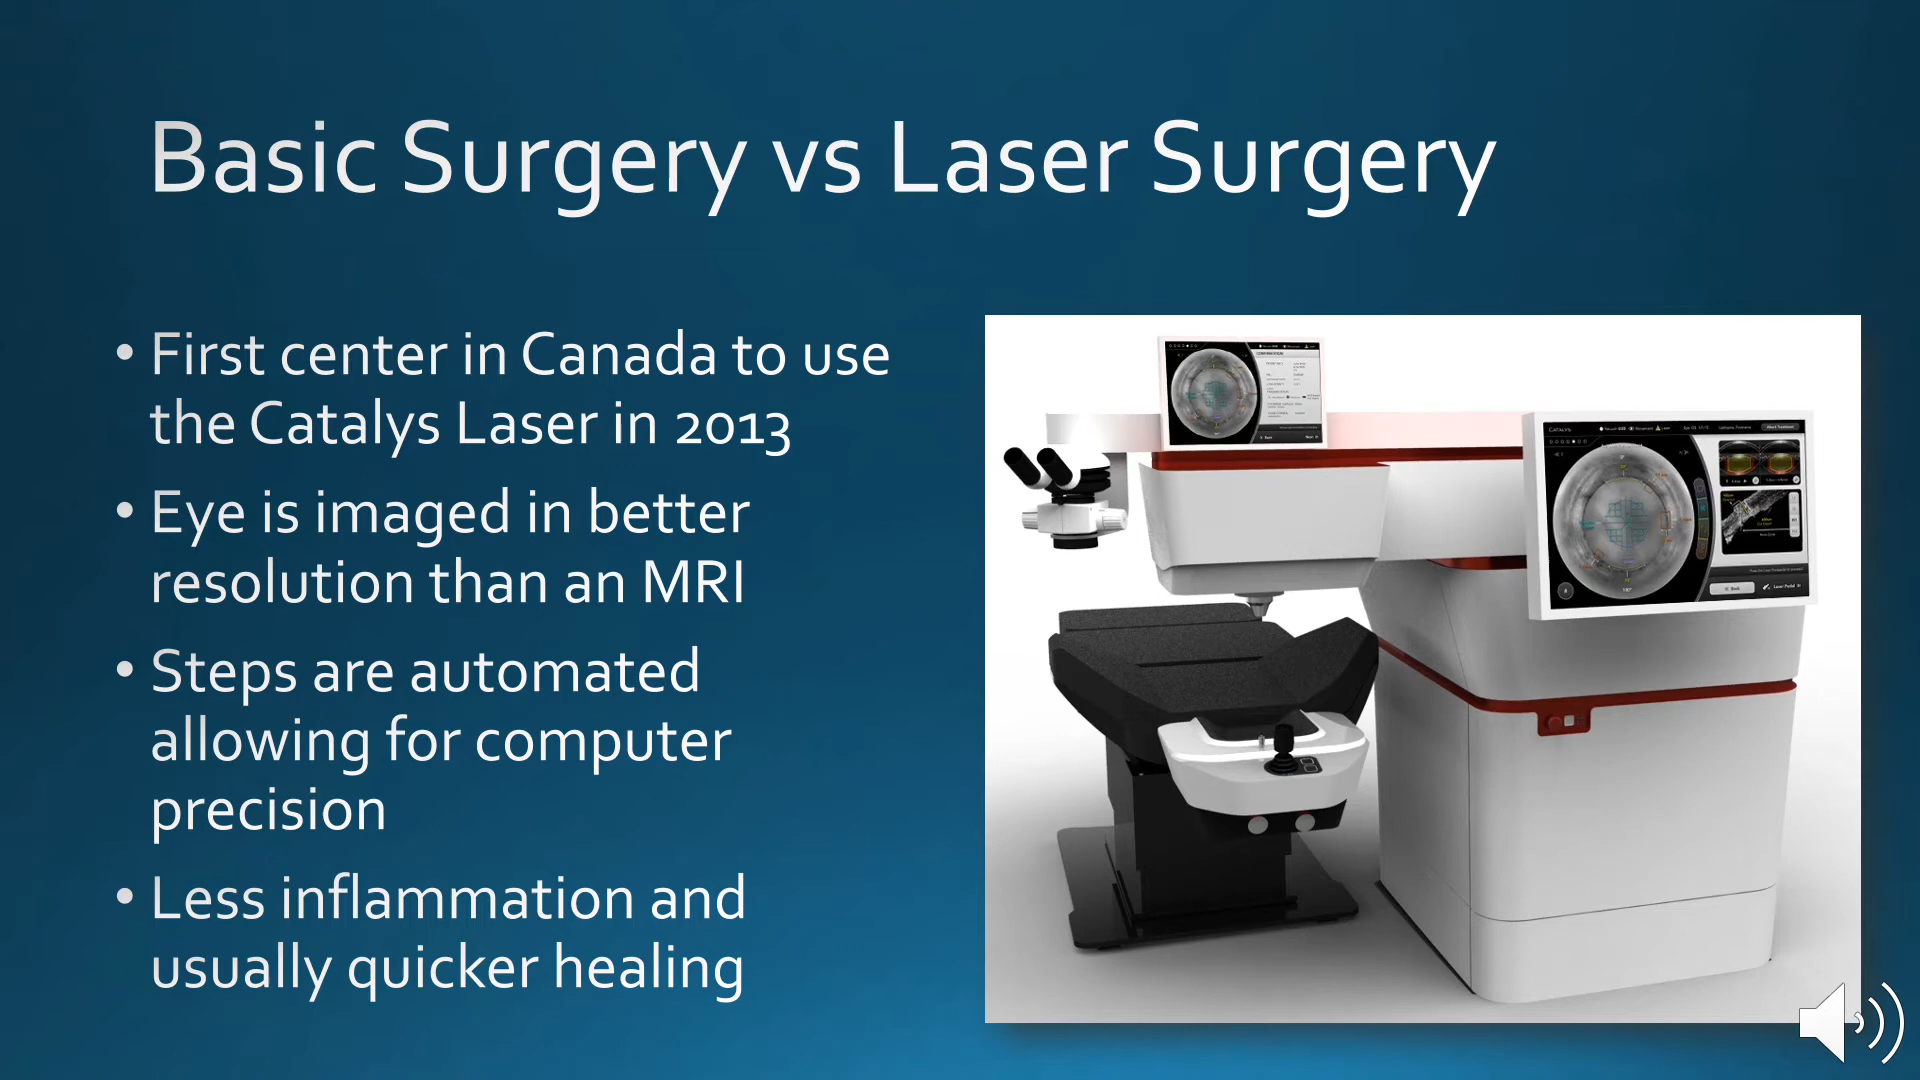 Basic Surgery vs Laser Surgery
• First center in Canada to use
the Catalys Laser in 2013
• Eye is imaged in better
resolution than an MRI
• Steps are automated
allowing for computer
precision
• Less inflammation and
usually quicker healing
CATALYS